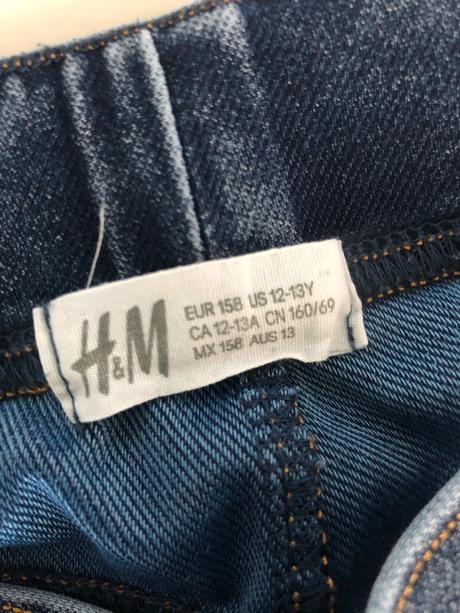 H&M
EUR 158 US 12-13Y
CA 12-13A CN 160/69
MX 158 AUS 13